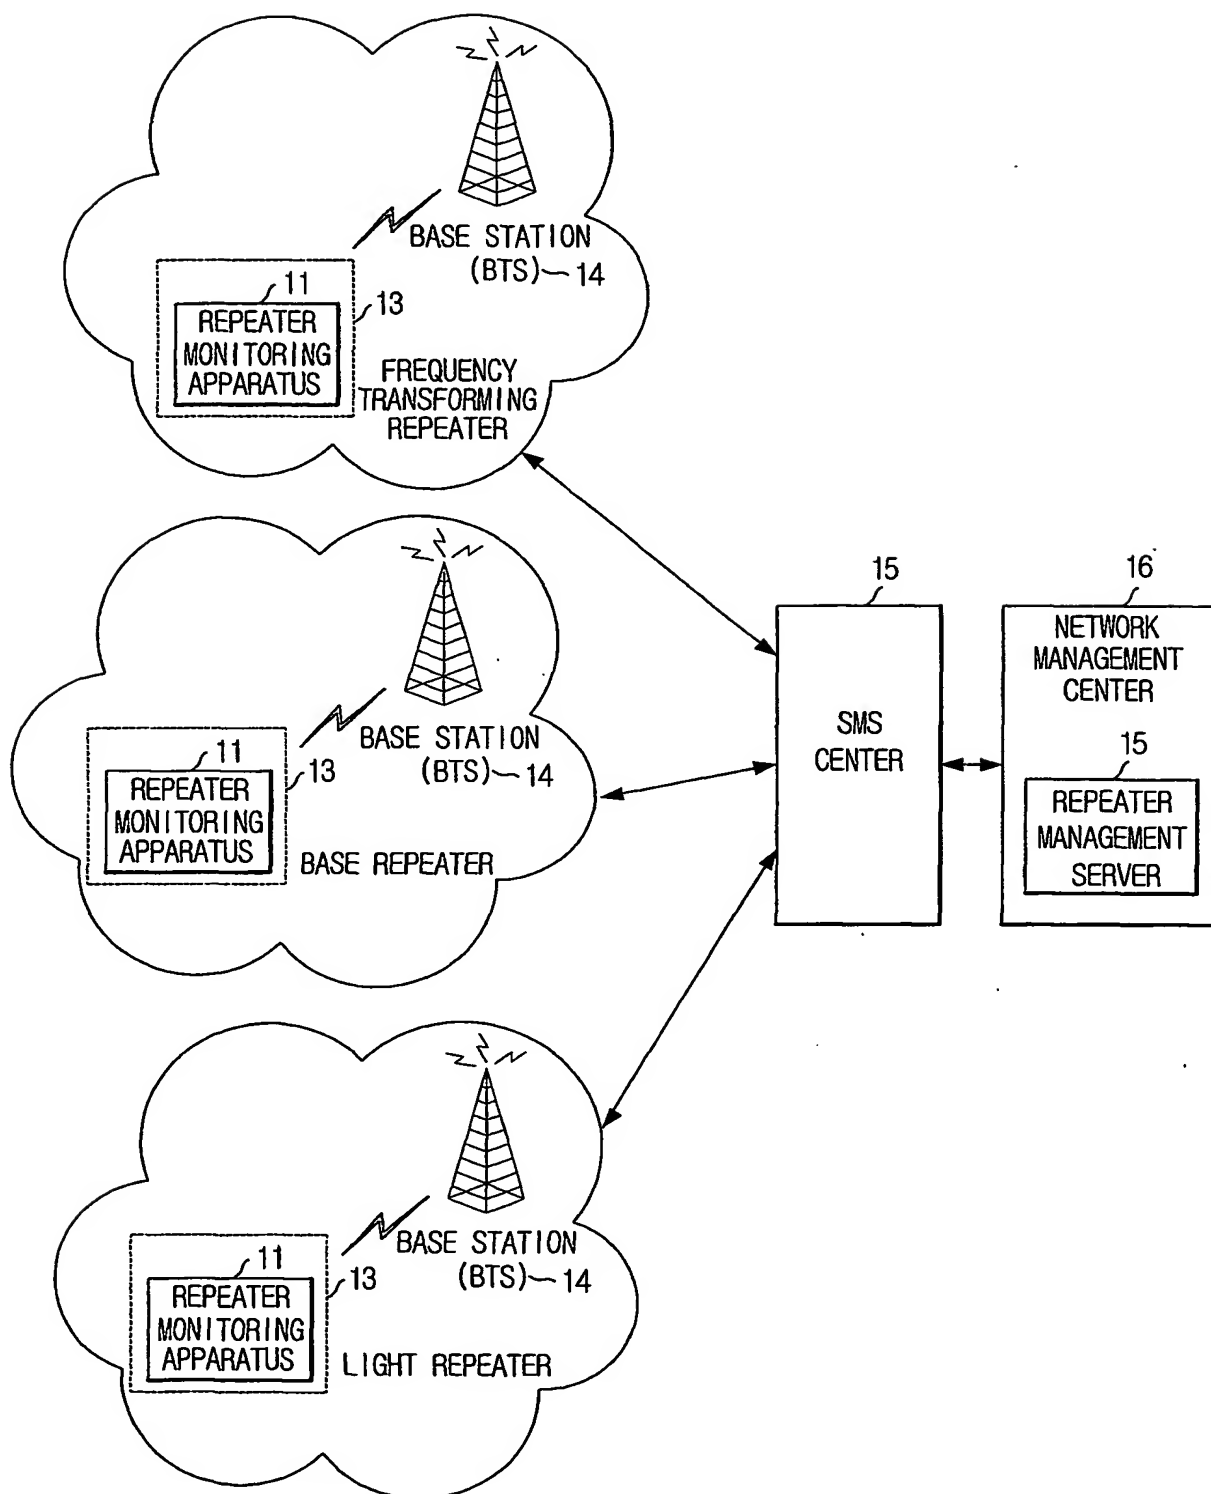 BASE STATION
(BTS) 14
11
13
REPEATER
MONITORING
APPARATUS
FREQUENCY
TRANSFORMING
REPEATER
BASE STATION
(BTS) 14
11
13
REPEATER
MONITORING
APPARATUS
BASE REPEATER
BASE STATION
(BTS) 14
11
13
REPEATER
MONITORING
APPARATUS
LIGHT REPEATER
15
SMS
CENTER
16
NETWORK
MANAGEMENT
CENTER
15
REPEATER
MANAGEMENT
SERVER